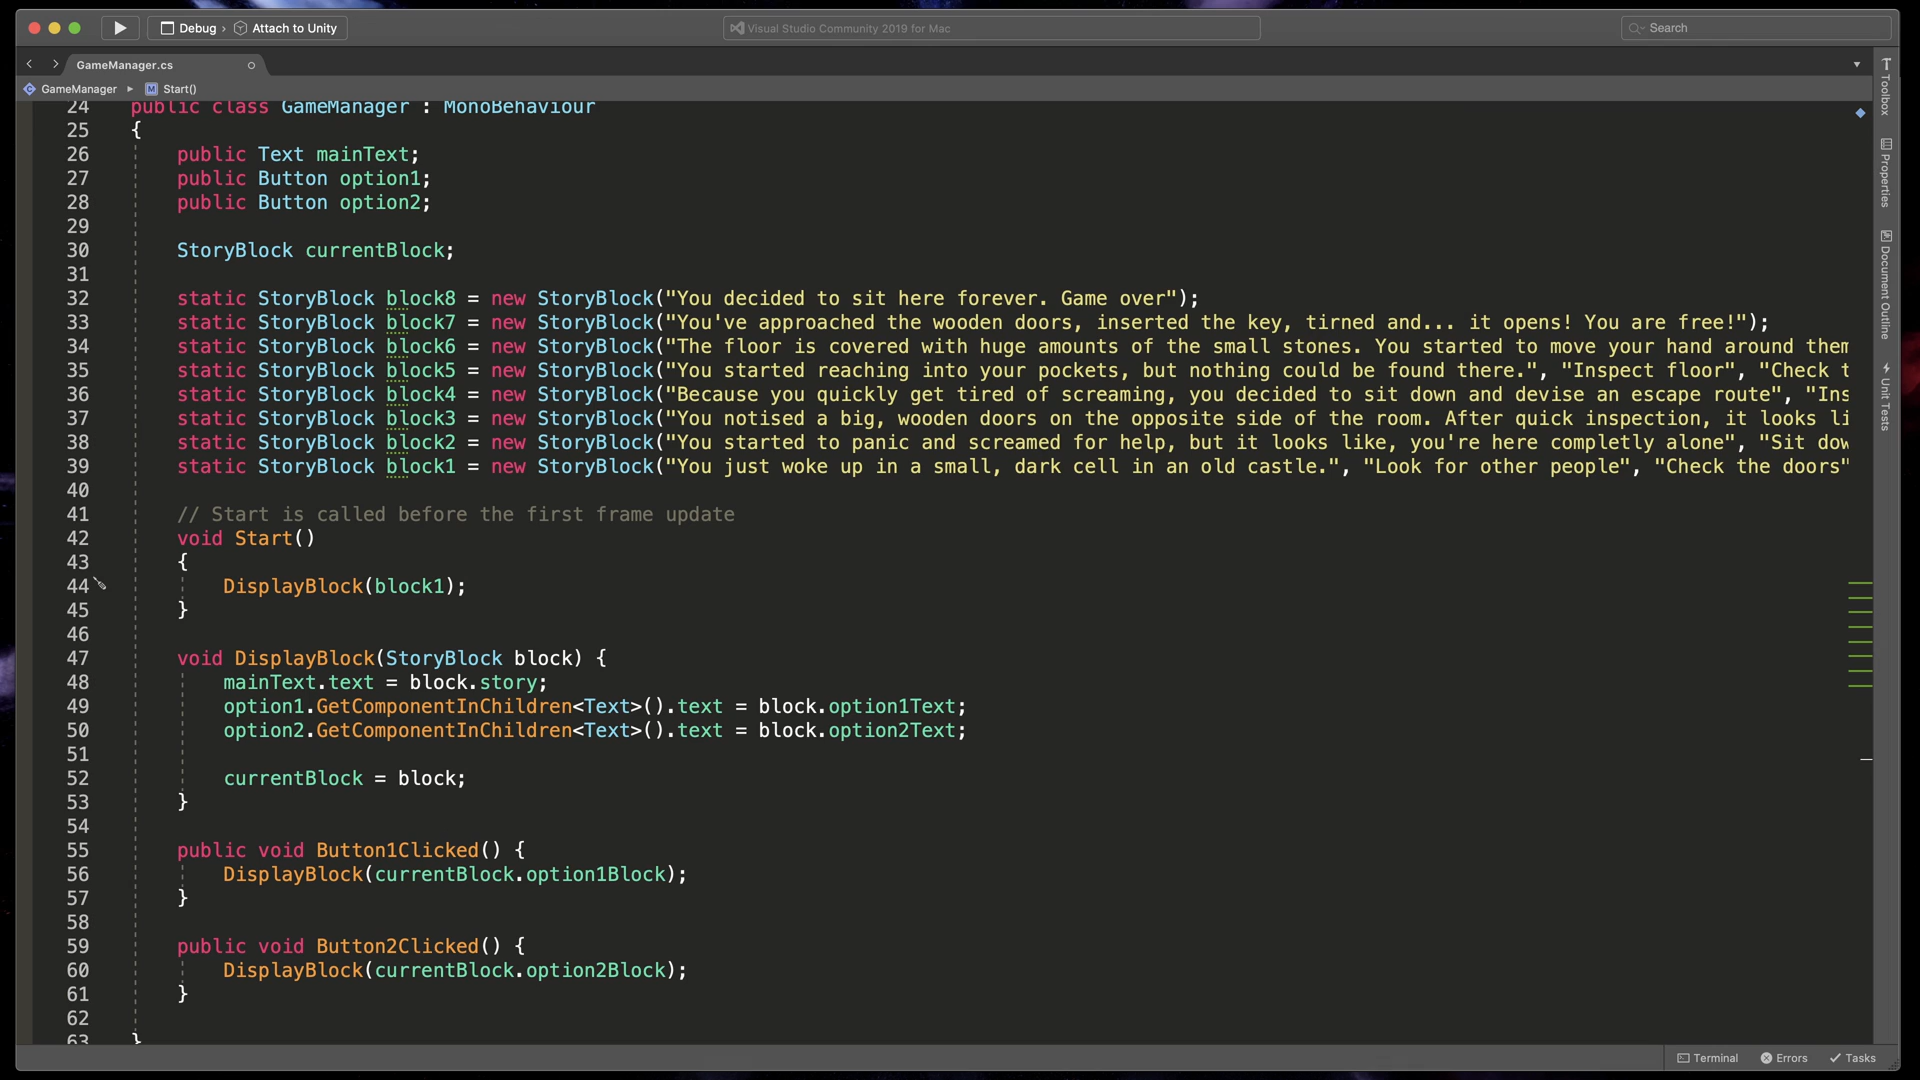 Debug › Attach to Unity
Visual Studio Community 2019 for Mac
Search
GameManager.cs
GameManager ▸ M Start()
24 public class GameManager : MonoBehaviour
25 {
26 public Text mainText;
27 public Button option1;
28 public Button option2;
29
30 StoryBlock currentBlock;
31
32 static StoryBlock block8 = new StoryBlock("You decided to sit here forever. Game over");
33 static StoryBlock block7 = new StoryBlock("You've approached the wooden doors, inserted the key, tirned and... it opens! You are free!");
34 static StoryBlock block6 = new StoryBlock("The floor is covered with huge amounts of the small stones. You started to move your hand around them
35 static StoryBlock block5 = new StoryBlock("You started reaching into your pockets, but nothing could be found there.", "Inspect floor", "Check t
36 static StoryBlock block4 = new StoryBlock("Because you quickly get tired of screaming, you decided to sit down and devise an escape route", "Ins
37 static StoryBlock block3 = new StoryBlock("You notised a big, wooden doors on the opposite side of the room. After quick inspection, it looks li
38 static StoryBlock block2 = new StoryBlock("You started to panic and screamed for help, but it looks like, you're here completly alone", "Sit dow
39 static StoryBlock block1 = new StoryBlock("You just woke up in a small, dark cell in an old castle.", "Look for other people", "Check the doors"
40
41 // Start is called before the first frame update
42 void Start()
43 {
44 DisplayBlock(block1);
45 }
46
47 void DisplayBlock(StoryBlock block) {
48 mainText.text = block.story;
49 option1.GetComponentInChildren<Text>().text = block.option1Text;
50 option2.GetComponentInChildren<Text>().text = block.option2Text;
51
52 currentBlock = block;
53 }
54
55 public void Button1Clicked() {
56 DisplayBlock(currentBlock.option1Block);
57 }
58
59 public void Button2Clicked() {
60 DisplayBlock(currentBlock.option2Block);
61 }
62
63 }
Toolbox
Properties
Document Outline
Unit Tests
Terminal
Errors
Tasks